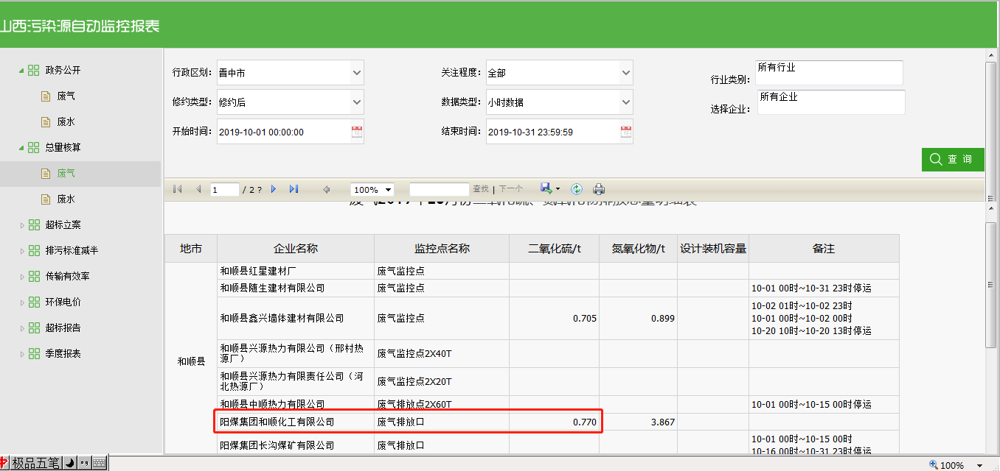 山西污染源自动监控报表
政务公开
废气
废水
总量核算
废气
废水
超标立案
排污标准减半
传输有效率
环保电价
超标报告
季度报表
行政区划： 晋中市
关注程度： 全部
行业类别： 所有行业
修约类型： 修约后
数据类型： 小时数据
选择企业： 所有企业
开始时间： 2019-10-01 00:00:00
结束时间： 2019-10-31 23:59:59
查 询
1 / 2 ? 100% 查找 | 下一个
地市 企业名称 监控点名称 二氧化硫/t 氮氧化物/t 设计装机容量 备注
和顺县
和顺县红星建材厂 废气监控点
和顺县随生建材有限公司 废气监控点 10-01 00时~10-31 23时停运
和顺县鑫兴墙体建材有限公司 废气监控点 0.705 0.899
10-02 01时~10-02 23时
10-01 00时~10-02 00时
10-20 10时~10-20 13时停运
和顺县兴源热力有限公司（邢村热
源厂） 废气监控点2X40T
和顺县兴源热力有限责任公司（河
北热源厂） 废气监控点2X20T
和顺县中顺热力有限公司 废气排放点2X60T 10-01 00时~10-15 00时停运
阳煤集团和顺化工有限公司 废气排放口 0.770 3.867
阳煤集团长沟煤矿有限公司 废气排放口
10-01 00时~10-15 00时
10-16 00时~10-31 23时停运
中 极品五笔
100%